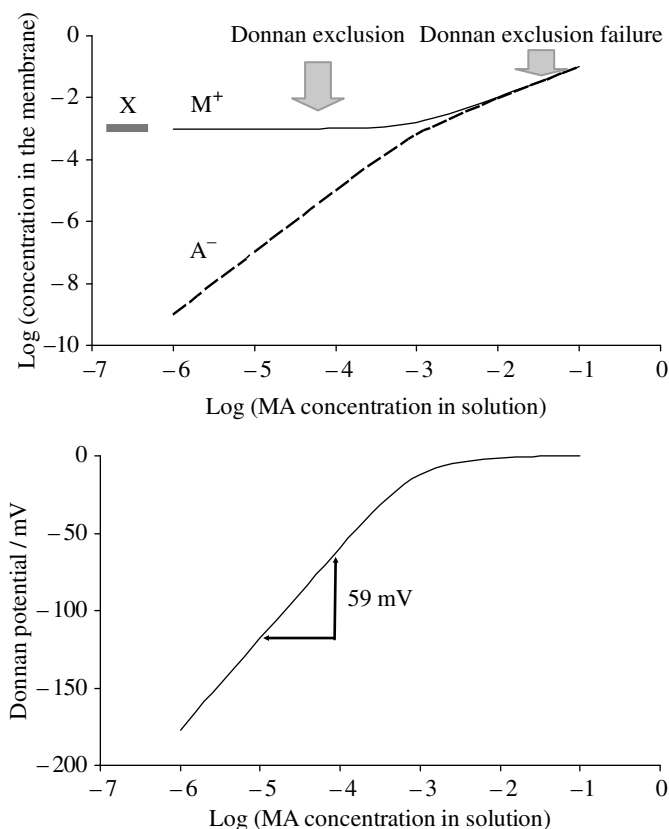 Donnan exclusion
Donnan exclusion failure
0
X
M⁺
−2
−4
−6
A⁻
−8
−10
−7 −6 −5 −4 −3 −2 −1 0
Log (concentration in the membrane)
Log (MA concentration in solution)
0
−50
59 mV
−100
−150
−200
−7 −6 −5 −4 −3 −2 −1 0
Donnan potential / mV
Log (MA concentration in solution)